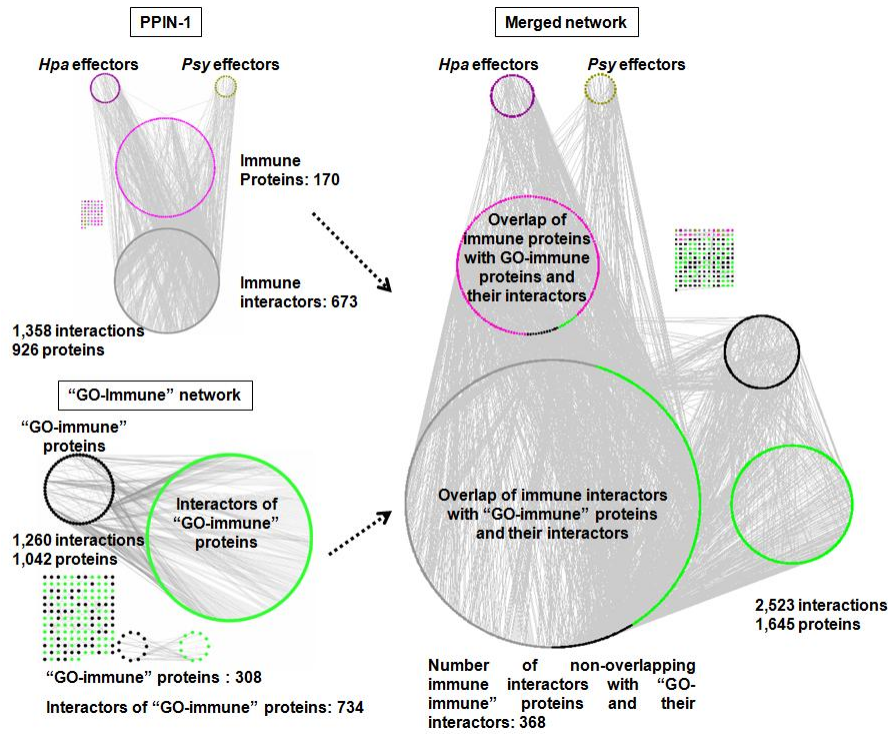 PPIN-1
Hpa effectors
Psy effectors
Immune
Proteins: 170
Immune
interactors: 673
1,358 interactions
926 proteins
“GO-immune” network
“GO-immune”
proteins
Interactors of
“GO-immune”
proteins
1,260 interactions
1,042 proteins
“GO-immune” proteins : 308
Interactors of “GO-immune” proteins: 734
Merged network
Hpa effectors
Psy effectors
Overlap of
Immune proteins
with GO-immune
proteins and
their interactors
Overlap of immune interactors
with “GO-immune” proteins
and their interactors
2,523 interactions
1,645 proteins
Number of non-overlapping
immune interactors with “GO-
immune” proteins and their
interactors: 368